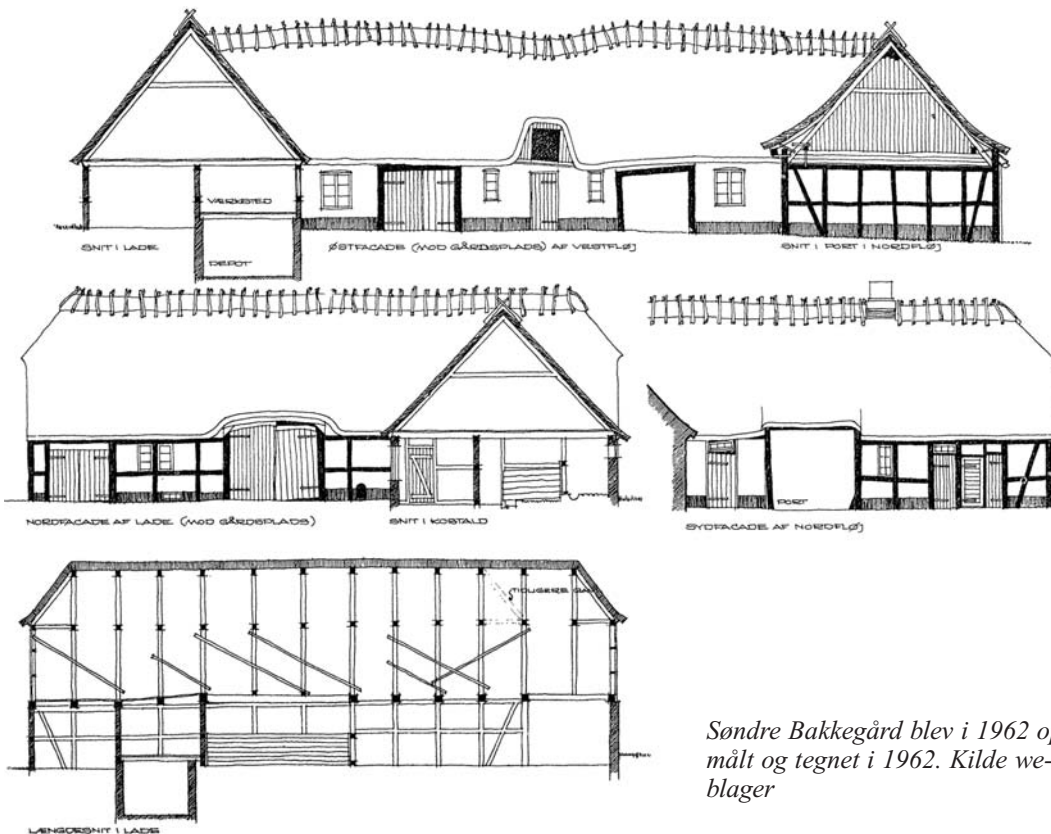 VÆRKSTED
DEPOT
SNIT I LADE
ØSTFACADE (MOD GÅRDSPLADS) AF VESTFLØJ
SNIT I PORT I NORDFLØJ
NORDFACADE AF LADE (MOD GÅRDSPLADS)
SNIT I KOSTALD
PORT
SYDFACADE AF NORDFLØJ
TIDLIGERE
LÆNGDESNIT I LADE
Søndre Bakkegård blev i 1962 op
målt og tegnet i 1962. Kilde we-
blager